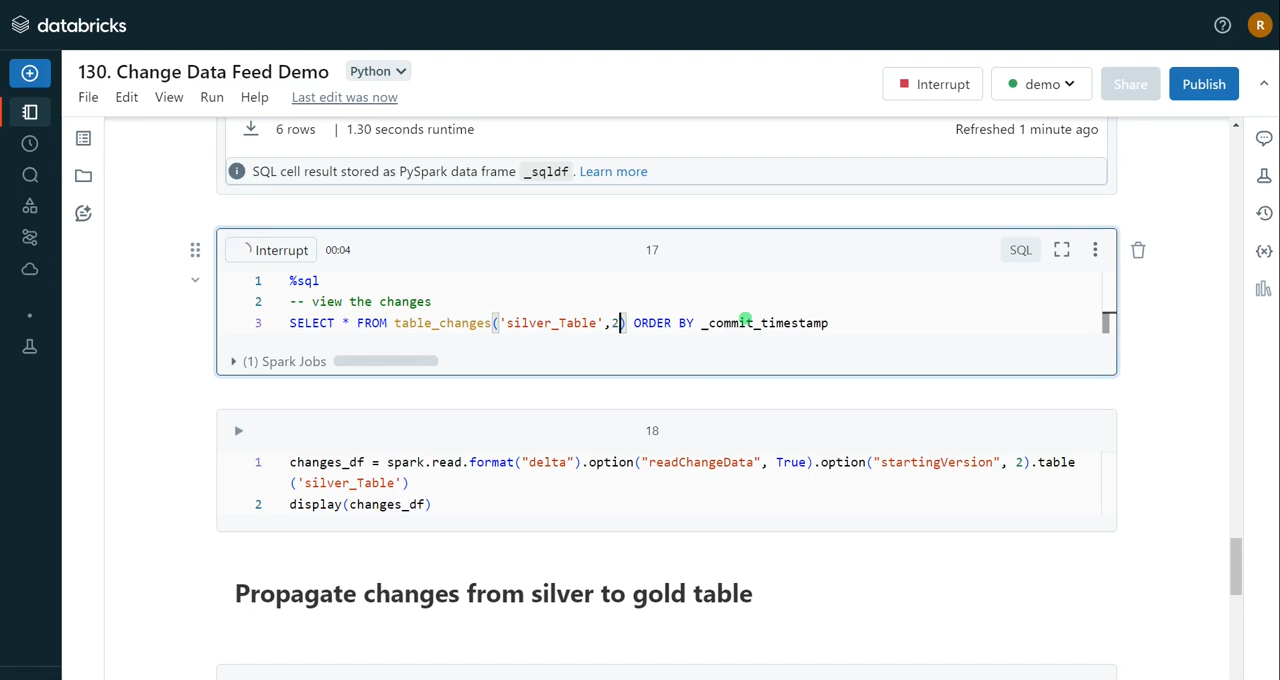 databricks
R
130. Change Data Feed Demo
Python
File Edit View Run Help Last edit was now
Interrupt
demo
Share
Publish
6 rows | 1.30 seconds runtime
Refreshed 1 minute ago
SQL cell result stored as PySpark data frame _sqldf. Learn more
Interrupt 00:04
17
SQL
1 %sql
2 -- view the changes
3 SELECT * FROM table_changes('silver_Table',2) ORDER BY _commit_timestamp
(1) Spark Jobs
18
1 changes_df = spark.read.format("delta").option("readChangeData", True).option("startingVersion", 2).table
('silver_Table')
2 display(changes_df)
Propagate changes from silver to gold table